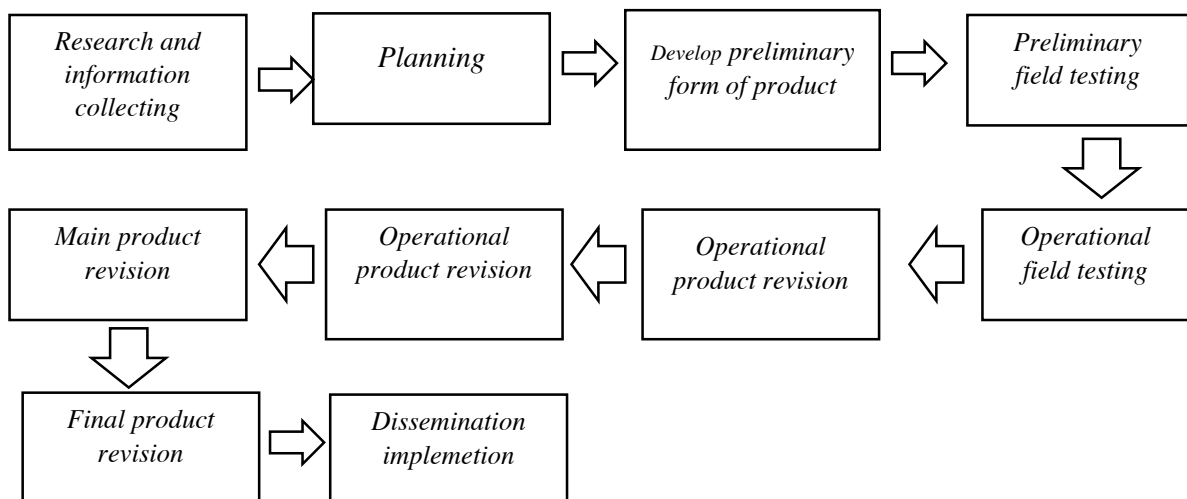 Research and
information
collecting
Planning
Develop preliminary
form of product
Preliminary
field testing
Operational
field testing
Operational
product revision
Operational
product revision
Main product
revision
Final product
revision
Dissemination
implemetion